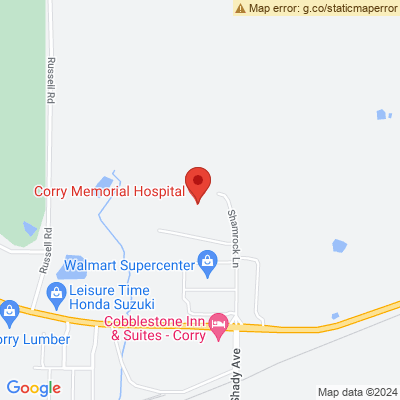 Map error: g.co/staticmaperror
Russell Rd
Corry Memorial Hospital
Shamrock Ln
Russell Rd
Walmart Supercenter
Leisure Time
Honda Suzuki
Cobblestone Inn
& Suites - Corry
orry Lumber
Shady Ave
Google
Map data ©2024